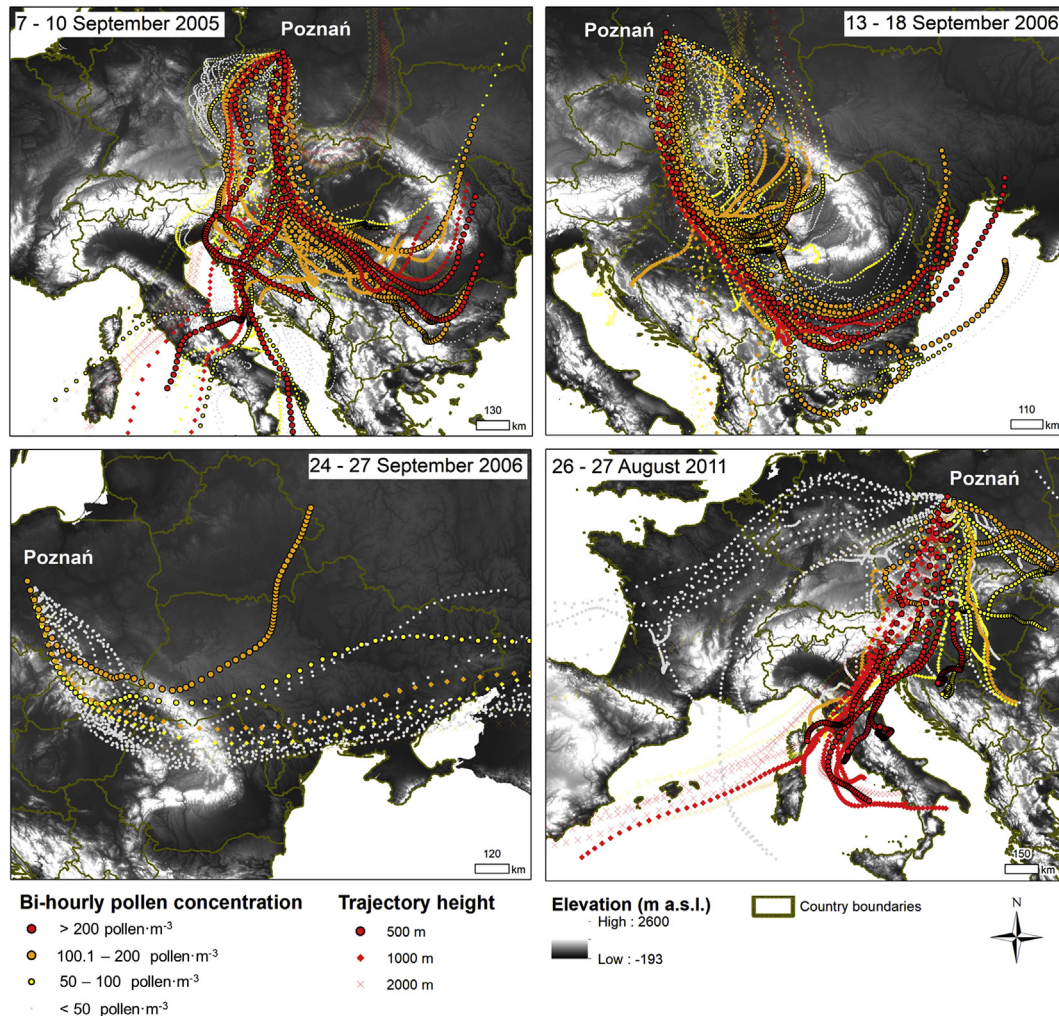 7 - 10 September 2005
Poznań
130
km
Poznań
13 - 18 September 2006
110
km
24 - 27 September 2006
Poznań
120
km
26 - 27 August 2011
Poznań
150
km
Bi-hourly pollen concentration
> 200 pollen·m-3
100.1 – 200 pollen·m-3
50 – 100 pollen·m-3
< 50 pollen·m-3
Trajectory height
500 m
1000 m
2000 m
Elevation (m a.s.l.)
High : 2600
Low : -193
Country boundaries
N